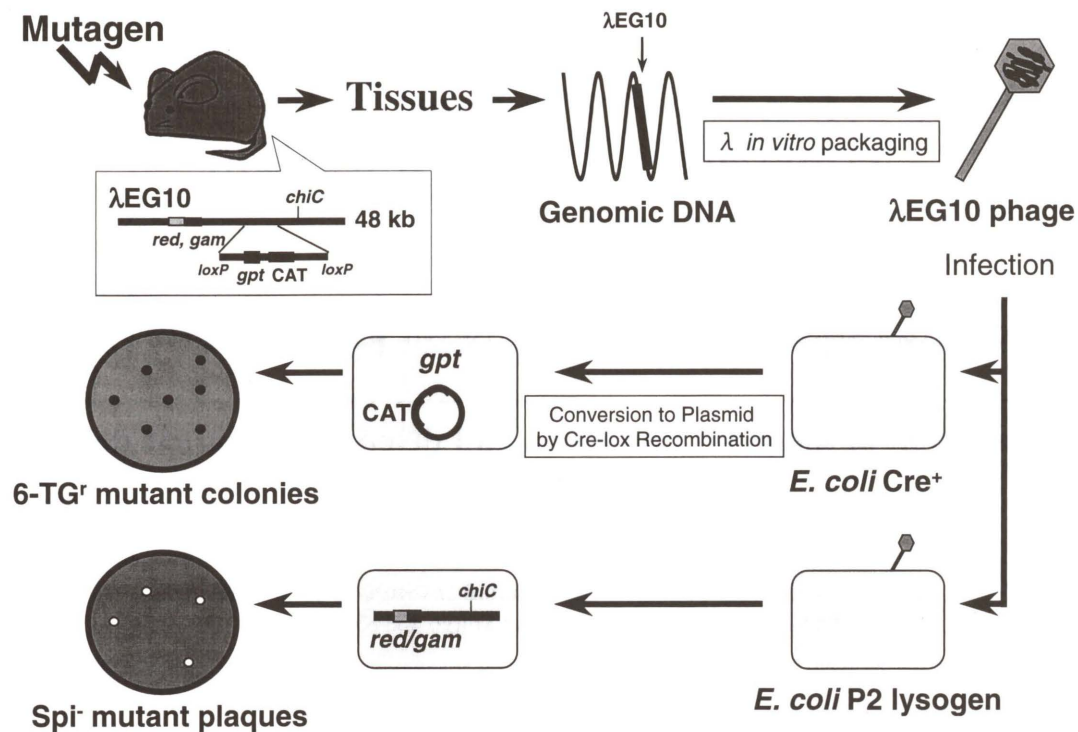 Mutagen
Tissues
λEG10
λ in vitro packaging
Genomic DNA
λEG10 phage
λEG10
chiC
48 kb
red, gam
loxP
gpt
CAT
loxP
Infection
gpt
CAT
Conversion to Plasmid
by Cre-lox Recombination
6-TGʳ mutant colonies
E. coli Cre⁺
chiC
red/gam
Spi⁻ mutant plaques
E. coli P2 lysogen